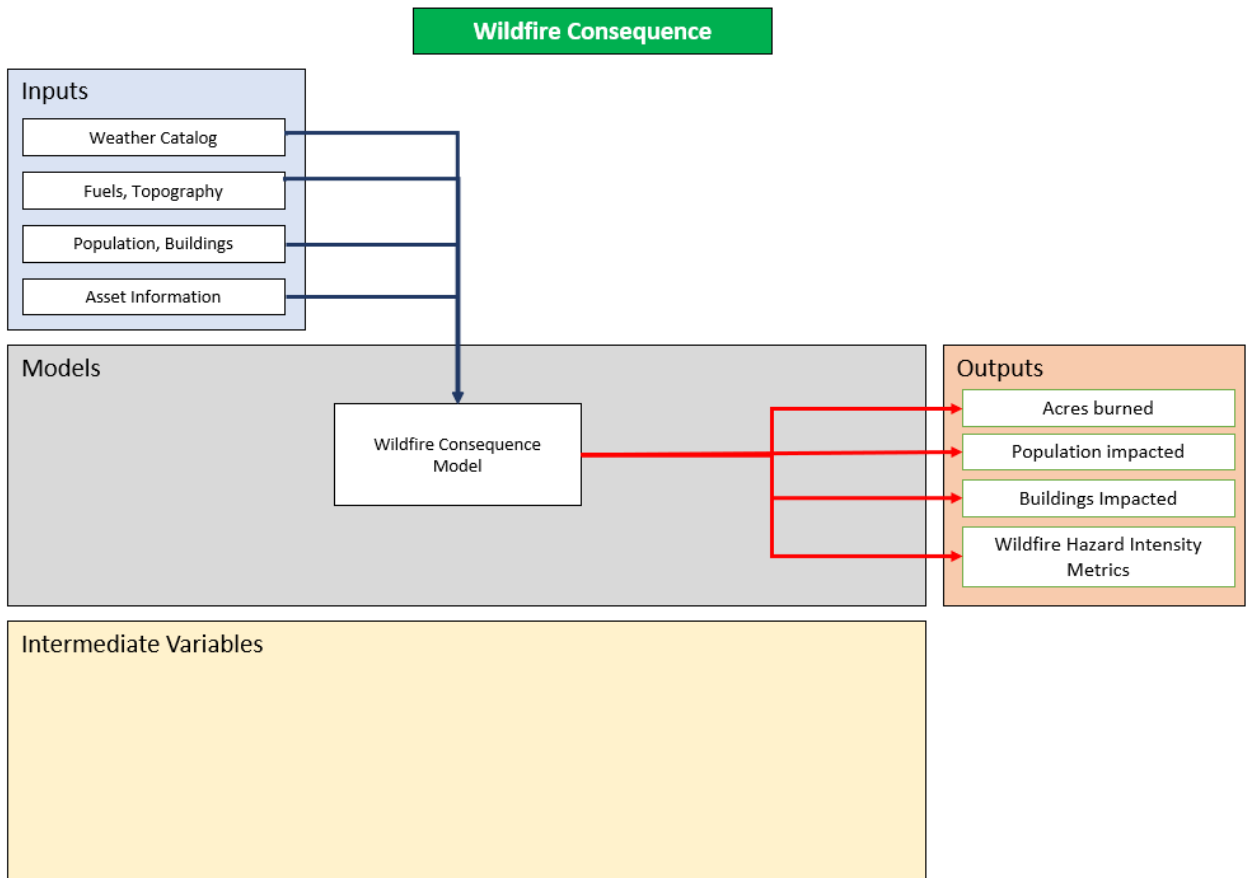 Wildfire Consequence
Inputs
Weather Catalog
Fuels, Topography
Population, Buildings
Asset Information
Models
Wildfire Consequence
Model
Outputs
Acres burned
Population impacted
Buildings Impacted
Wildfire Hazard Intensity
Metrics
Intermediate Variables